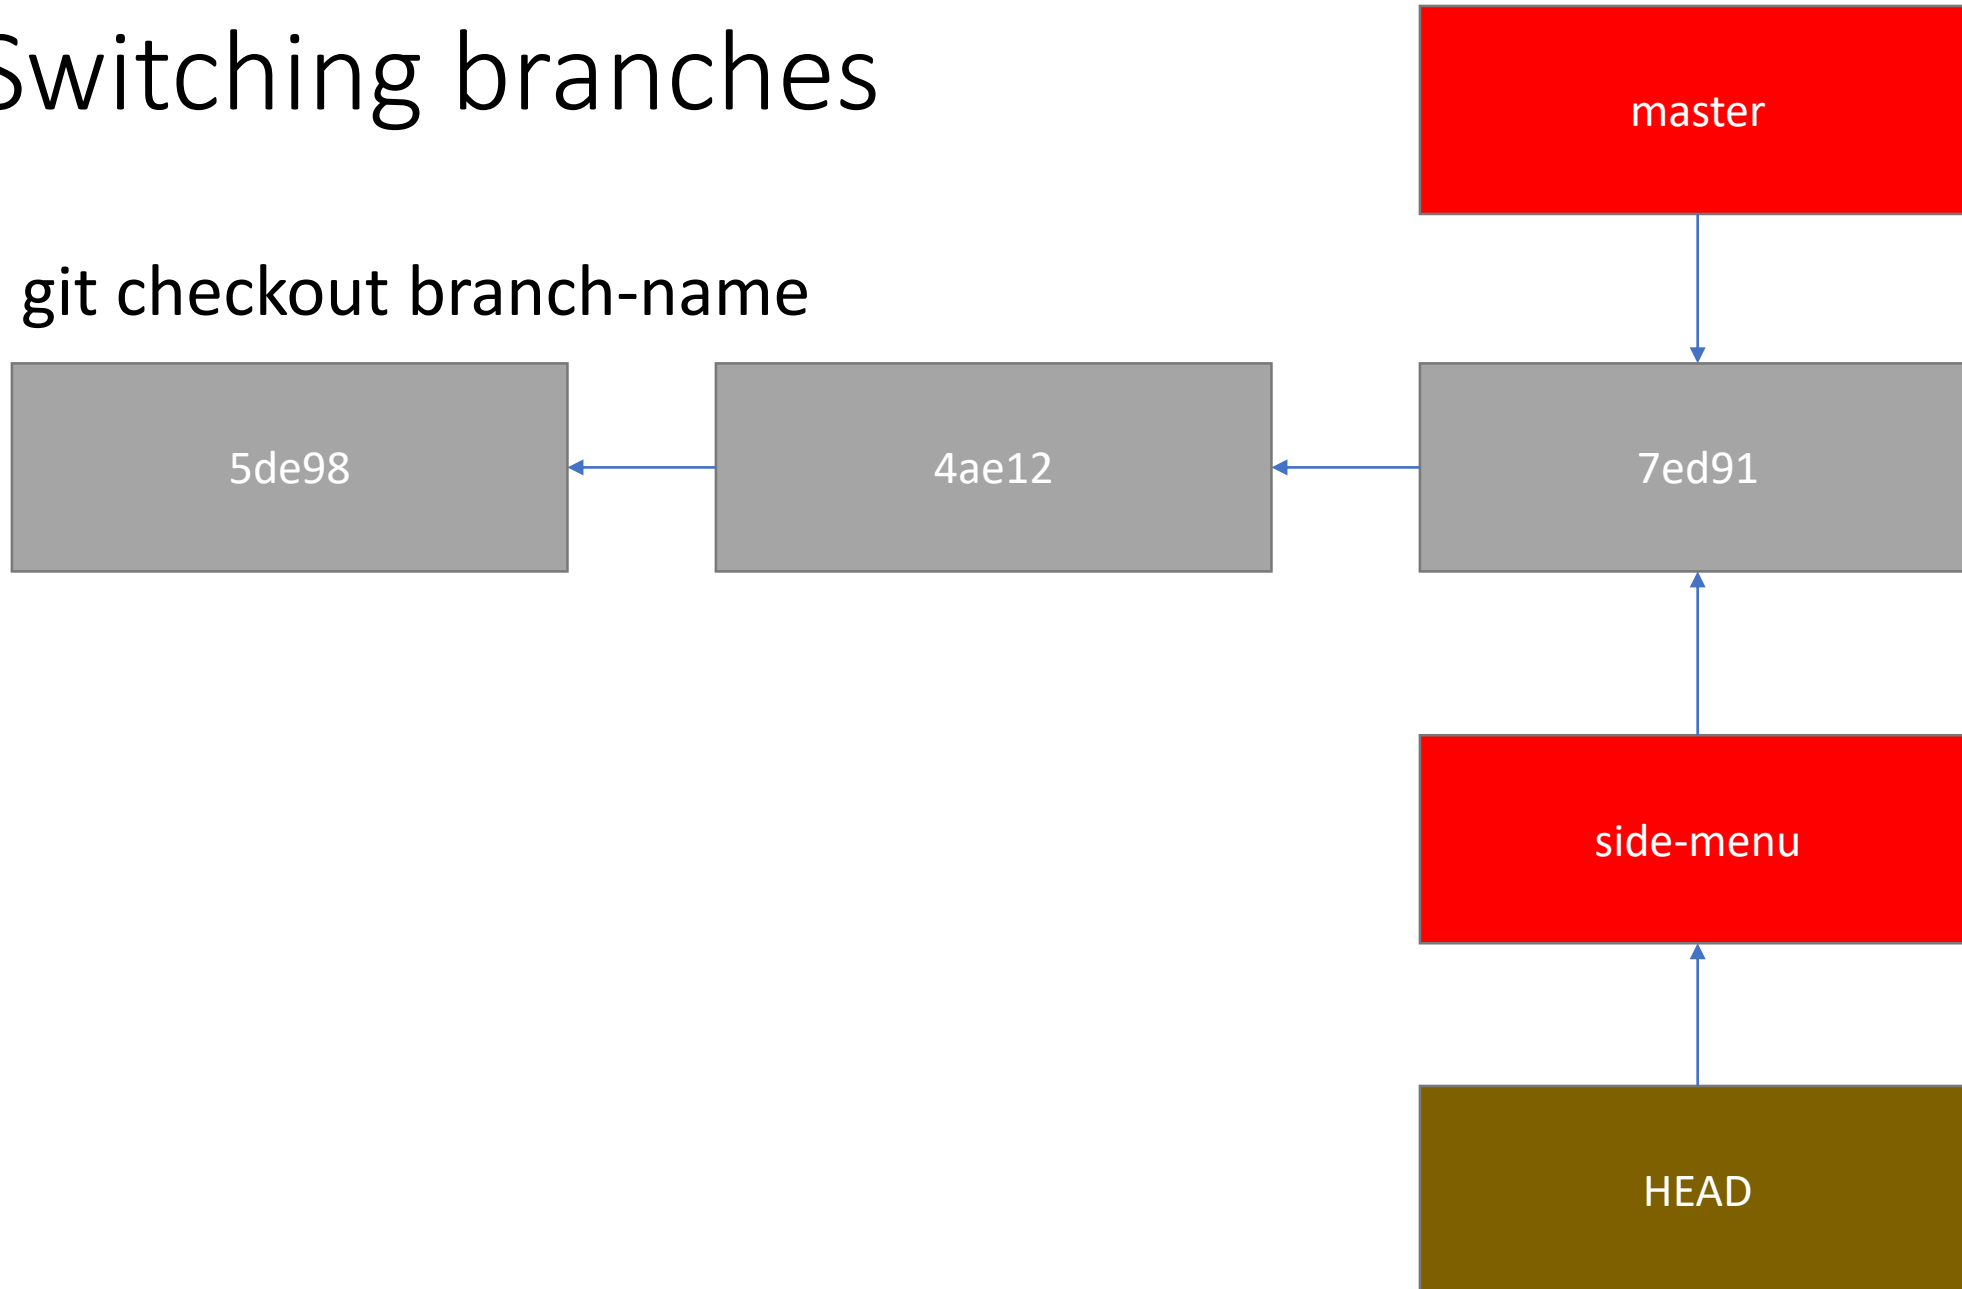 Switching branches
master
git checkout branch-name
5de98
4ae12
7ed91
side-menu
HEAD